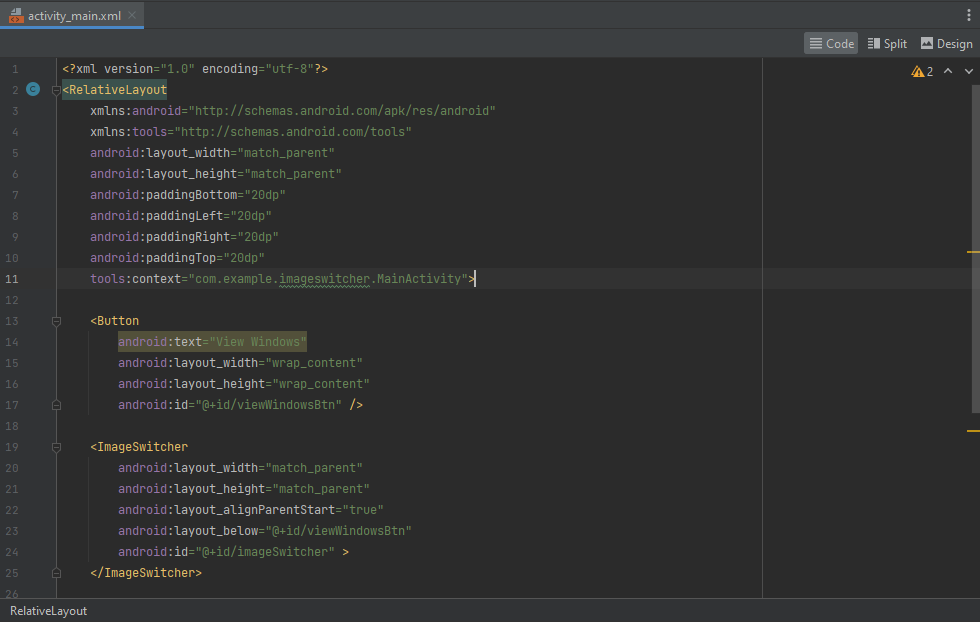 activity_main.xml
Code Split Design
1 <?xml version="1.0" encoding="utf-8"?> 2
2 C <RelativeLayout
3 xmlns:android="http://schemas.android.com/apk/res/android"
4 xmlns:tools="http://schemas.android.com/tools"
5 android:layout_width="match_parent"
6 android:layout_height="match_parent"
7 android:paddingBottom="20dp"
8 android:paddingLeft="20dp"
9 android:paddingRight="20dp"
10 android:paddingTop="20dp"
11 tools:context="com.example.imageswitcher.MainActivity">
12
13 <Button
14 android:text="View Windows"
15 android:layout_width="wrap_content"
16 android:layout_height="wrap_content"
17 android:id="@+id/viewWindowsBtn" />
18
19 <ImageSwitcher
20 android:layout_width="match_parent"
21 android:layout_height="match_parent"
22 android:layout_alignParentStart="true"
23 android:layout_below="@+id/viewWindowsBtn"
24 android:id="@+id/imageSwitcher" >
25 </ImageSwitcher>
26
RelativeLayout